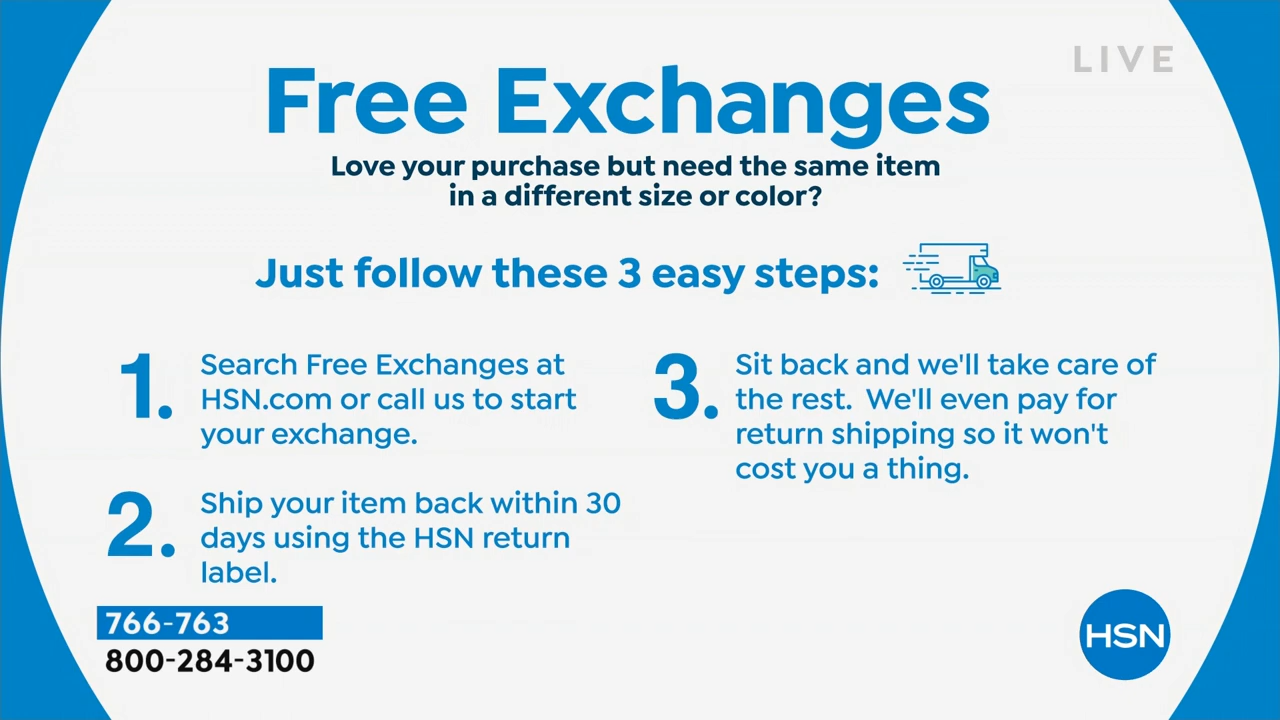 LIVE
Free Exchanges
Love your purchase but need the same item
in a different size or color?
Just follow these 3 easy steps:
1. Search Free Exchanges at
HSN.com or call us to start
your exchange.
2. Ship your item back within 30
days using the HSN return
label.
3. Sit back and we'll take care of
the rest.  We'll even pay for
return shipping so it won't
cost you a thing.
766-763
800-284-3100
HSN